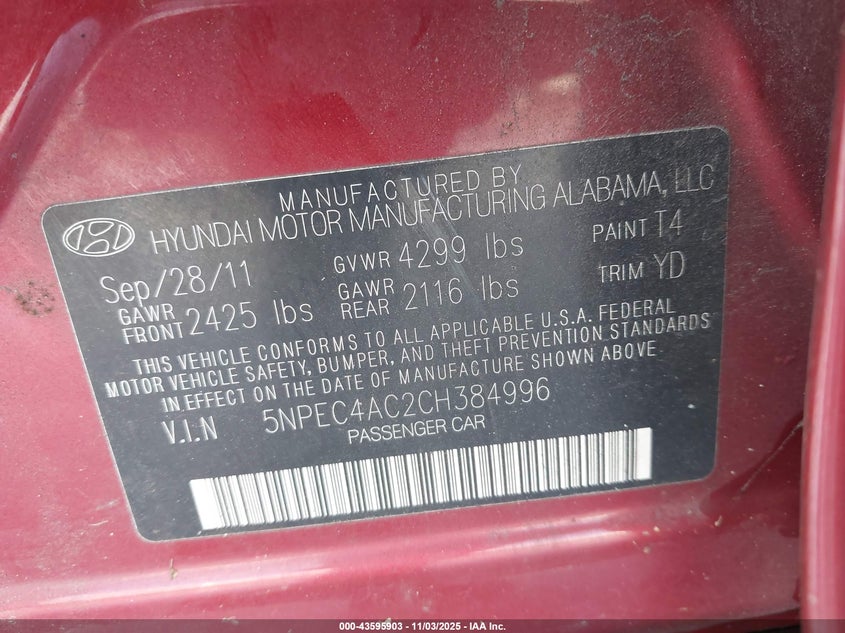 MANUFACTURED BY
HYUNDAI MOTOR MANUFACTURING ALABAMA, LLC
Sep/28/11 GVWR 4299 lbs PAINT T4
GAWR FRONT 2425 lbs GAWR REAR 2116 lbs TRIM YD
THIS VEHICLE CONFORMS TO ALL APPLICABLE U.S.A. FEDERAL
MOTOR VEHICLE SAFETY, BUMPER, AND THEFT PREVENTION STANDARDS
IN EFFECT ON THE DATE OF MANUFACTURE SHOWN ABOVE
V.I.N 5NPEC4AC2CH384996
PASSENGER CAR
000-43595903 - 11/03/2025 - IAA Inc.